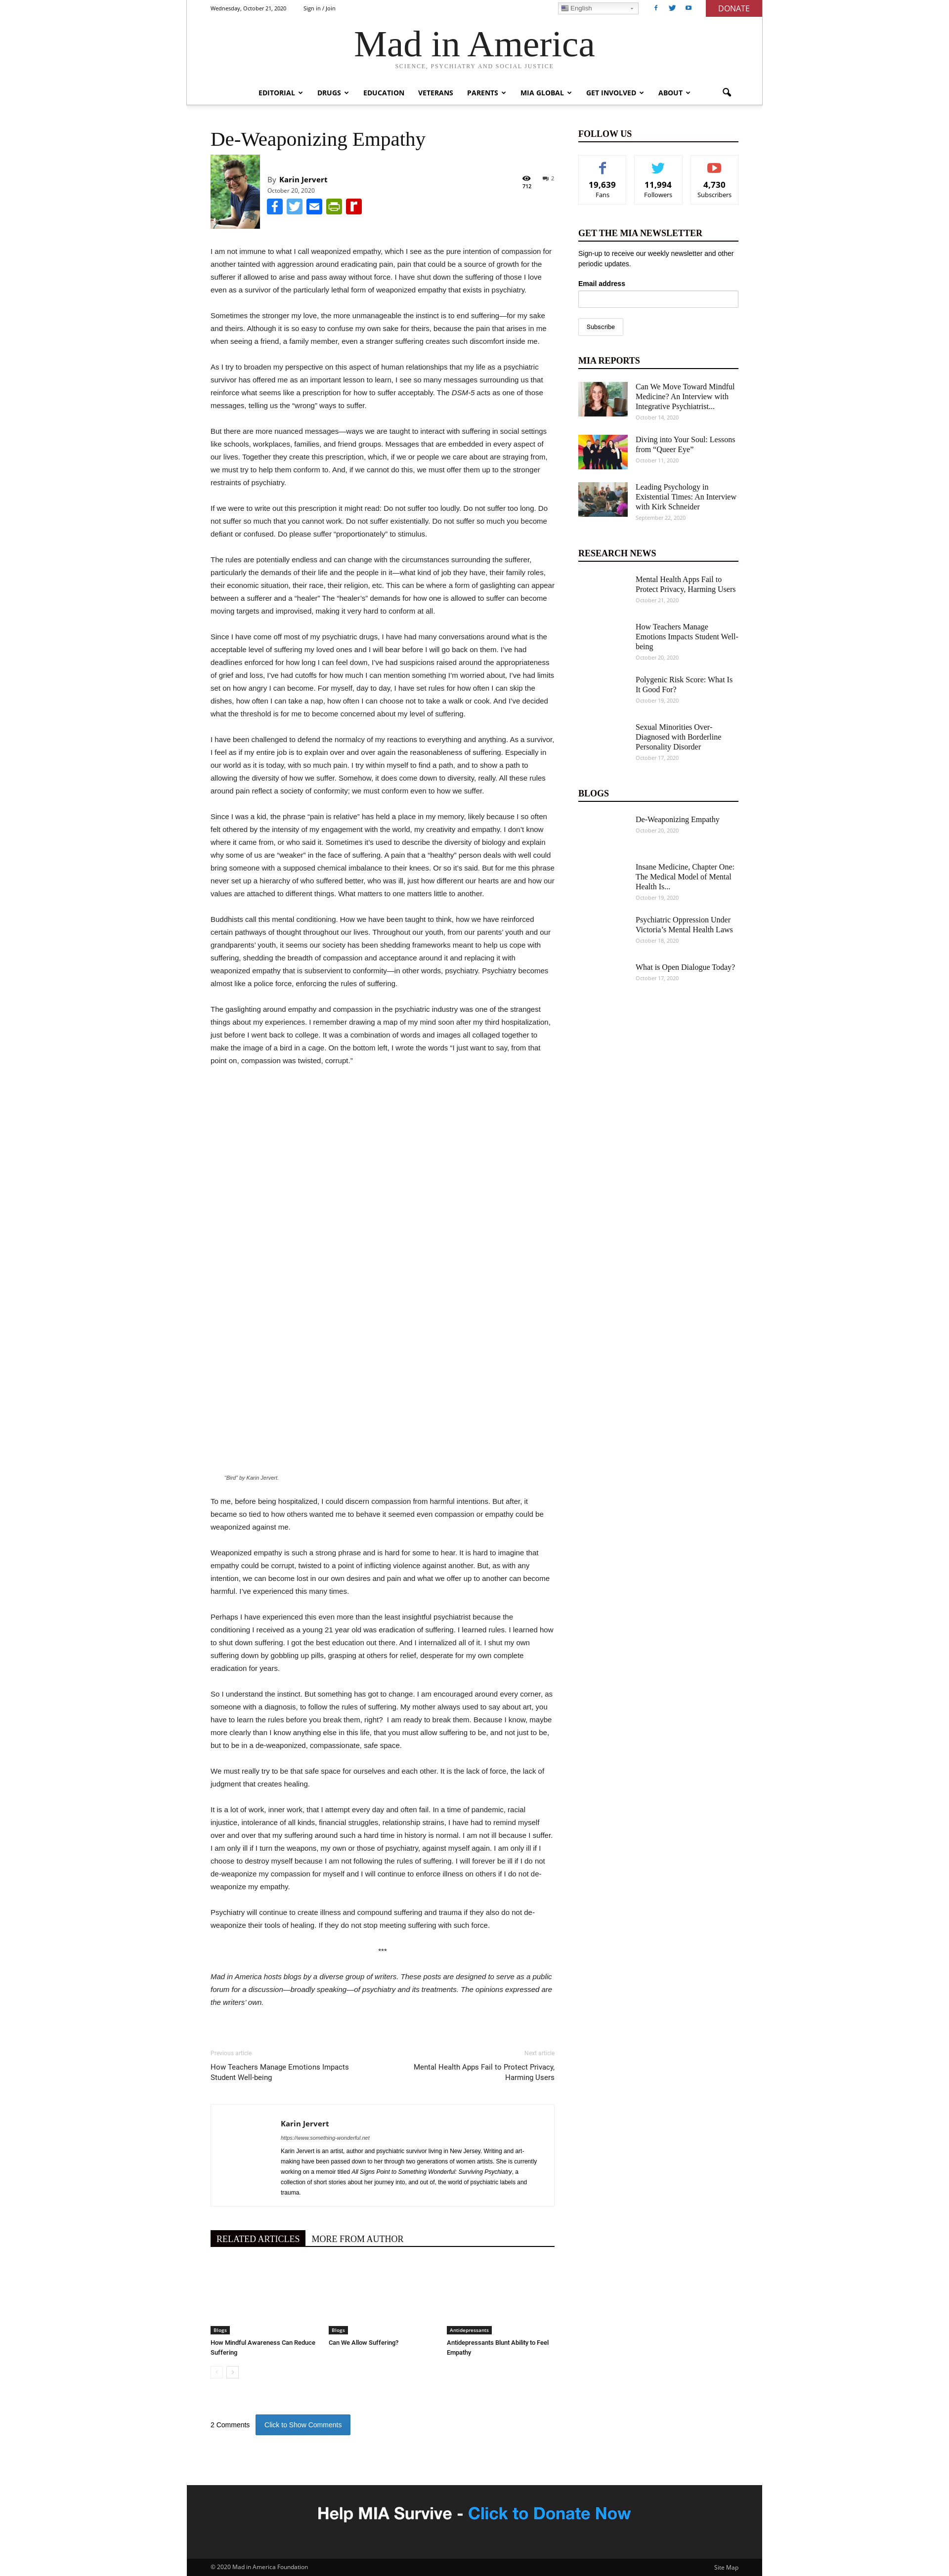 Wednesday, October 21, 2020
Sign in / Join
English
DONATE
Mad in America
SCIENCE, PSYCHIATRY AND SOCIAL JUSTICE
EDITORIAL
DRUGS
EDUCATION
VETERANS
PARENTS
MIA GLOBAL
GET INVOLVED
ABOUT
De-Weaponizing Empathy
By Karin Jervert
October 20, 2020
712
2
I am not immune to what I call weaponized empathy, which I see as the pure intention of compassion for
another tainted with aggression around eradicating pain, pain that could be a source of growth for the
sufferer if allowed to arise and pass away without force. I have shut down the suffering of those I love
even as a survivor of the particularly lethal form of weaponized empathy that exists in psychiatry.
Sometimes the stronger my love, the more unmanageable the instinct is to end suffering—for my sake
and theirs. Although it is so easy to confuse my own sake for theirs, because the pain that arises in me
when seeing a friend, a family member, even a stranger suffering creates such discomfort inside me.
As I try to broaden my perspective on this aspect of human relationships that my life as a psychiatric
survivor has offered me as an important lesson to learn, I see so many messages surrounding us that
reinforce what seems like a prescription for how to suffer acceptably. The DSM-5 acts as one of those
messages, telling us the “wrong” ways to suffer.
But there are more nuanced messages—ways we are taught to interact with suffering in social settings
like schools, workplaces, families, and friend groups. Messages that are embedded in every aspect of
our lives. Together they create this prescription, which, if we or people we care about are straying from,
we must try to help them conform to. And, if we cannot do this, we must offer them up to the stronger
restraints of psychiatry.
If we were to write out this prescription it might read: Do not suffer too loudly. Do not suffer too long. Do
not suffer so much that you cannot work. Do not suffer existentially. Do not suffer so much you become
defiant or confused. Do please suffer “proportionately” to stimulus.
The rules are potentially endless and can change with the circumstances surrounding the sufferer,
particularly the demands of their life and the people in it—what kind of job they have, their family roles,
their economic situation, their race, their religion, etc. This can be where a form of gaslighting can appear
between a sufferer and a “healer” The “healer’s” demands for how one is allowed to suffer can become
moving targets and improvised, making it very hard to conform at all.
Since I have come off most of my psychiatric drugs, I have had many conversations around what is the
acceptable level of suffering my loved ones and I will bear before I will go back on them. I’ve had
deadlines enforced for how long I can feel down, I’ve had suspicions raised around the appropriateness
of grief and loss, I’ve had cutoffs for how much I can mention something I’m worried about, I’ve had limits
set on how angry I can become. For myself, day to day, I have set rules for how often I can skip the
dishes, how often I can take a nap, how often I can choose not to take a walk or cook. And I’ve decided
what the threshold is for me to become concerned about my level of suffering.
I have been challenged to defend the normalcy of my reactions to everything and anything. As a survivor,
I feel as if my entire job is to explain over and over again the reasonableness of suffering. Especially in
our world as it is today, with so much pain. I try within myself to find a path, and to show a path to
allowing the diversity of how we suffer. Somehow, it does come down to diversity, really. All these rules
around pain reflect a society of conformity; we must conform even to how we suffer.
Since I was a kid, the phrase “pain is relative” has held a place in my memory, likely because I so often
felt othered by the intensity of my engagement with the world, my creativity and empathy. I don’t know
where it came from, or who said it. Sometimes it’s used to describe the diversity of biology and explain
why some of us are “weaker” in the face of suffering. A pain that a “healthy” person deals with well could
bring someone with a supposed chemical imbalance to their knees. Or so it’s said. But for me this phrase
never set up a hierarchy of who suffered better, who was ill, just how different our hearts are and how our
values are attached to different things. What matters to one matters little to another.
Buddhists call this mental conditioning. How we have been taught to think, how we have reinforced
certain pathways of thought throughout our lives. Throughout our youth, from our parents’ youth and our
grandparents’ youth, it seems our society has been shedding frameworks meant to help us cope with
suffering, shedding the breadth of compassion and acceptance around it and replacing it with
weaponized empathy that is subservient to conformity—in other words, psychiatry. Psychiatry becomes
almost like a police force, enforcing the rules of suffering.
The gaslighting around empathy and compassion in the psychiatric industry was one of the strangest
things about my experiences. I remember drawing a map of my mind soon after my third hospitalization,
just before I went back to college. It was a combination of words and images all collaged together to
make the image of a bird in a cage. On the bottom left, I wrote the words “I just want to say, from that
point on, compassion was twisted, corrupt.”
“Bird” by Karin Jervert.
To me, before being hospitalized, I could discern compassion from harmful intentions. But after, it
became so tied to how others wanted me to behave it seemed even compassion or empathy could be
weaponized against me.
Weaponized empathy is such a strong phrase and is hard for some to hear. It is hard to imagine that
empathy could be corrupt, twisted to a point of inflicting violence against another. But, as with any
intention, we can become lost in our own desires and pain and what we offer up to another can become
harmful. I’ve experienced this many times.
Perhaps I have experienced this even more than the least insightful psychiatrist because the
conditioning I received as a young 21 year old was eradication of suffering. I learned rules. I learned how
to shut down suffering. I got the best education out there. And I internalized all of it. I shut my own
suffering down by gobbling up pills, grasping at others for relief, desperate for my own complete
eradication for years.
So I understand the instinct. But something has got to change. I am encouraged around every corner, as
someone with a diagnosis, to follow the rules of suffering. My mother always used to say about art, you
have to learn the rules before you break them, right?  I am ready to break them. Because I know, maybe
more clearly than I know anything else in this life, that you must allow suffering to be, and not just to be,
but to be in a de-weaponized, compassionate, safe space.
We must really try to be that safe space for ourselves and each other. It is the lack of force, the lack of
judgment that creates healing.
It is a lot of work, inner work, that I attempt every day and often fail. In a time of pandemic, racial
injustice, intolerance of all kinds, financial struggles, relationship strains, I have had to remind myself
over and over that my suffering around such a hard time in history is normal. I am not ill because I suffer.
I am only ill if I turn the weapons, my own or those of psychiatry, against myself again. I am only ill if I
choose to destroy myself because I am not following the rules of suffering. I will forever be ill if I do not
de-weaponize my compassion for myself and I will continue to enforce illness on others if I do not de-
weaponize my empathy.
Psychiatry will continue to create illness and compound suffering and trauma if they also do not de-
weaponize their tools of healing. If they do not stop meeting suffering with such force.
***
Mad in America hosts blogs by a diverse group of writers. These posts are designed to serve as a public
forum for a discussion—broadly speaking—of psychiatry and its treatments. The opinions expressed are
the writers’ own.
Previous article
Next article
How Teachers Manage Emotions Impacts
Student Well-being
Mental Health Apps Fail to Protect Privacy,
Harming Users
Karin Jervert
https://www.something-wonderful.net
Karin Jervert is an artist, author and psychiatric survivor living in New Jersey. Writing and art-
making have been passed down to her through two generations of women artists. She is currently
working on a memoir titled All Signs Point to Something Wonderful: Surviving Psychiatry, a
collection of short stories about her journey into, and out of, the world of psychiatric labels and
trauma.
RELATED ARTICLES
MORE FROM AUTHOR
Blogs
How Mindful Awareness Can Reduce
Suffering
Blogs
Can We Allow Suffering?
Antidepressants
Antidepressants Blunt Ability to Feel
Empathy
2 Comments
Click to Show Comments
FOLLOW US
19,639
Fans
11,994
Followers
4,730
Subscribers
GET THE MIA NEWSLETTER
Sign-up to receive our weekly newsletter and other
periodic updates.
Email address
Subscribe
MIA REPORTS
Can We Move Toward Mindful
Medicine? An Interview with
Integrative Psychiatrist...
October 14, 2020
Diving into Your Soul: Lessons
from “Queer Eye”
October 11, 2020
Leading Psychology in
Existential Times: An Interview
with Kirk Schneider
September 22, 2020
RESEARCH NEWS
Mental Health Apps Fail to
Protect Privacy, Harming Users
October 21, 2020
How Teachers Manage
Emotions Impacts Student Well-
being
October 20, 2020
Polygenic Risk Score: What Is
It Good For?
October 19, 2020
Sexual Minorities Over-
Diagnosed with Borderline
Personality Disorder
October 17, 2020
BLOGS
De-Weaponizing Empathy
October 20, 2020
Insane Medicine, Chapter One:
The Medical Model of Mental
Health Is...
October 19, 2020
Psychiatric Oppression Under
Victoria’s Mental Health Laws
October 18, 2020
What is Open Dialogue Today?
October 17, 2020
Help MIA Survive - Click to Donate Now
© 2020 Mad in America Foundation
Site Map